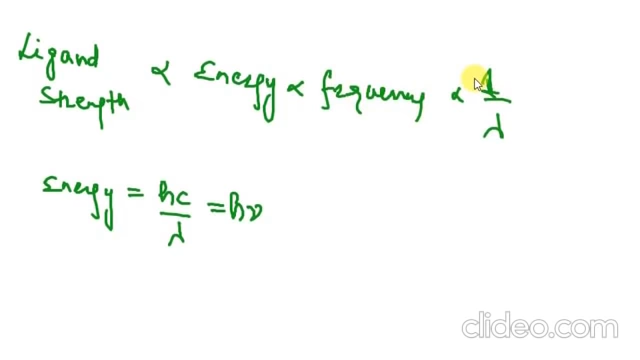 Ligand Strength ∝ Energy ∝ frequency ∝ 1/λ
Energy = hc/λ = hν
clideo.com